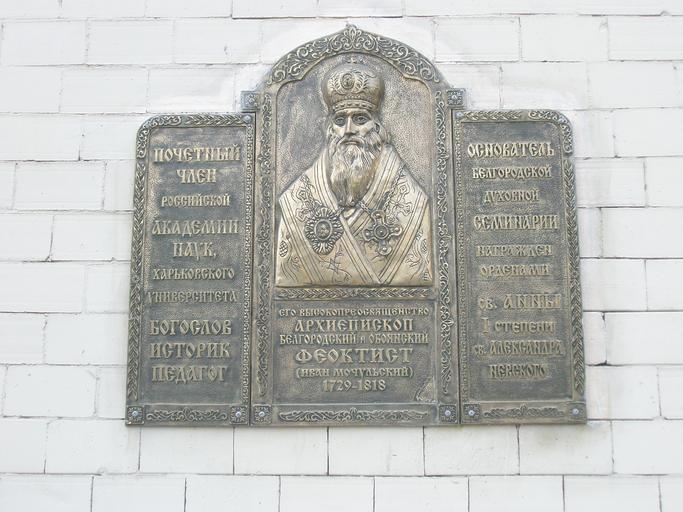 ПОЧЕТНЫЙ
ЧЛЕН
РОССИЙСКОЙ
АКАДЕМИИ
НАУК,
ХАРЬКОВСКОГО
УНИВЕРСИТЕТА
БОГОСЛОВ
ИСТОРИК
ПЕДАГОГ
ЕГО ВЫСОКОПРЕОСВЯЩЕНСТВО
АРХИЕПИСКОП
БЕЛГОРОДСКИЙ и ОБОЯНСКИЙ
ФЕОКТИСТ
(ИВАН МОЧУЛЬСКИЙ)
1729-1818
ОСНОВАТЕЛЬ
БЕЛГОРОДСКОЙ
ДУХОВНОЙ
СЕМИНАРИИ
НАГРАЖДЕН
ОРДЕНАМИ
СВ. АННЫ
I СТЕПЕНИ
СВ. АЛЕКСАНДРА
НЕВСКОГО